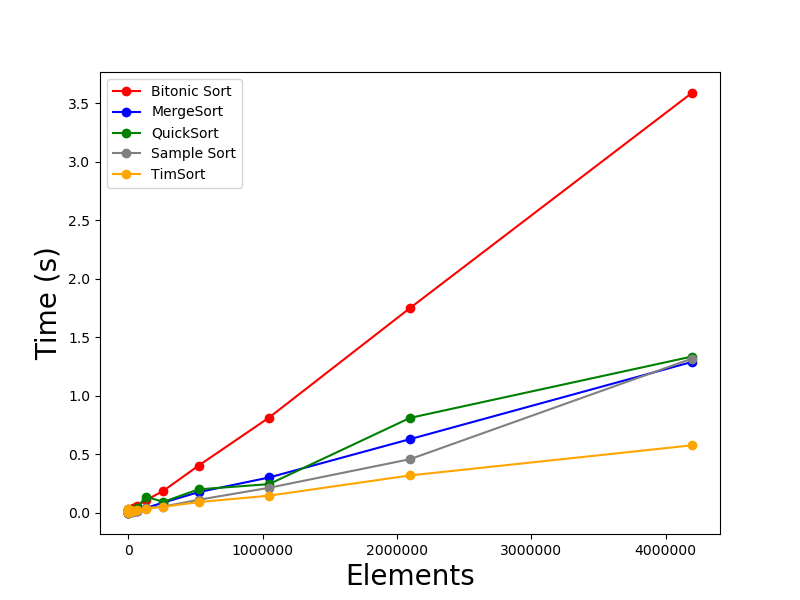 Bitonic Sort
MergeSort
QuickSort
Sample Sort
TimSort
3.5
3.0
2.5
2.0
1.5
1.0
0.5
0.0
Time (s)
0 1000000 2000000 3000000 4000000
Elements